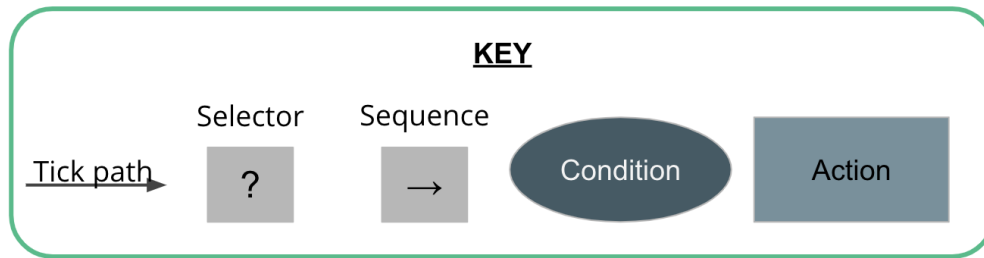 KEY
Selector
Sequence
Tick path
?
→
Condition
Action